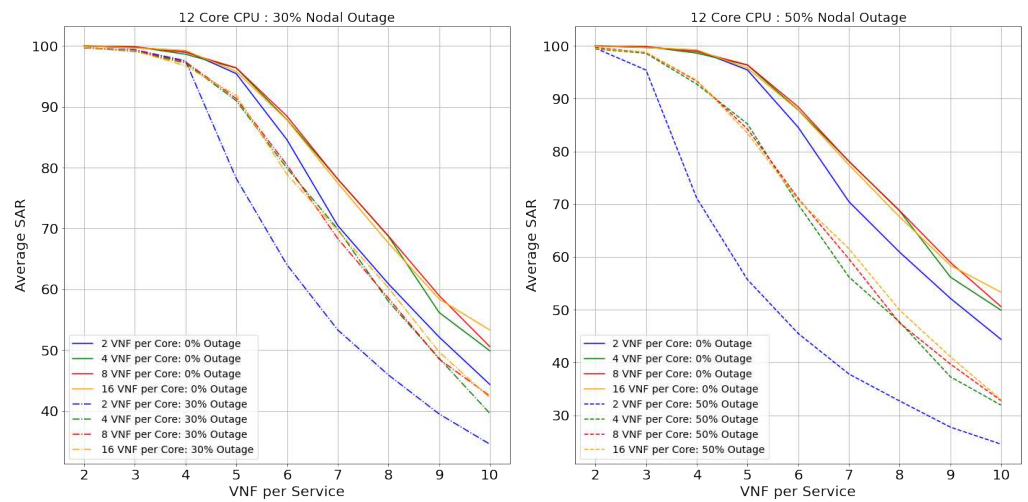 12 Core CPU : 30% Nodal Outage
100
90
80
70
60
50
40
Average SAR
2 VNF per Core: 0% Outage
4 VNF per Core: 0% Outage
8 VNF per Core: 0% Outage
16 VNF per Core: 0% Outage
2 VNF per Core: 30% Outage
4 VNF per Core: 30% Outage
8 VNF per Core: 30% Outage
16 VNF per Core: 30% Outage
2 3 4 5 6 7 8 9 10
VNF per Service
12 Core CPU : 50% Nodal Outage
100
90
80
70
60
50
40
30
Average SAR
2 VNF per Core: 0% Outage
4 VNF per Core: 0% Outage
8 VNF per Core: 0% Outage
16 VNF per Core: 0% Outage
2 VNF per Core: 50% Outage
4 VNF per Core: 50% Outage
8 VNF per Core: 50% Outage
16 VNF per Core: 50% Outage
2 3 4 5 6 7 8 9 10
VNF per Service